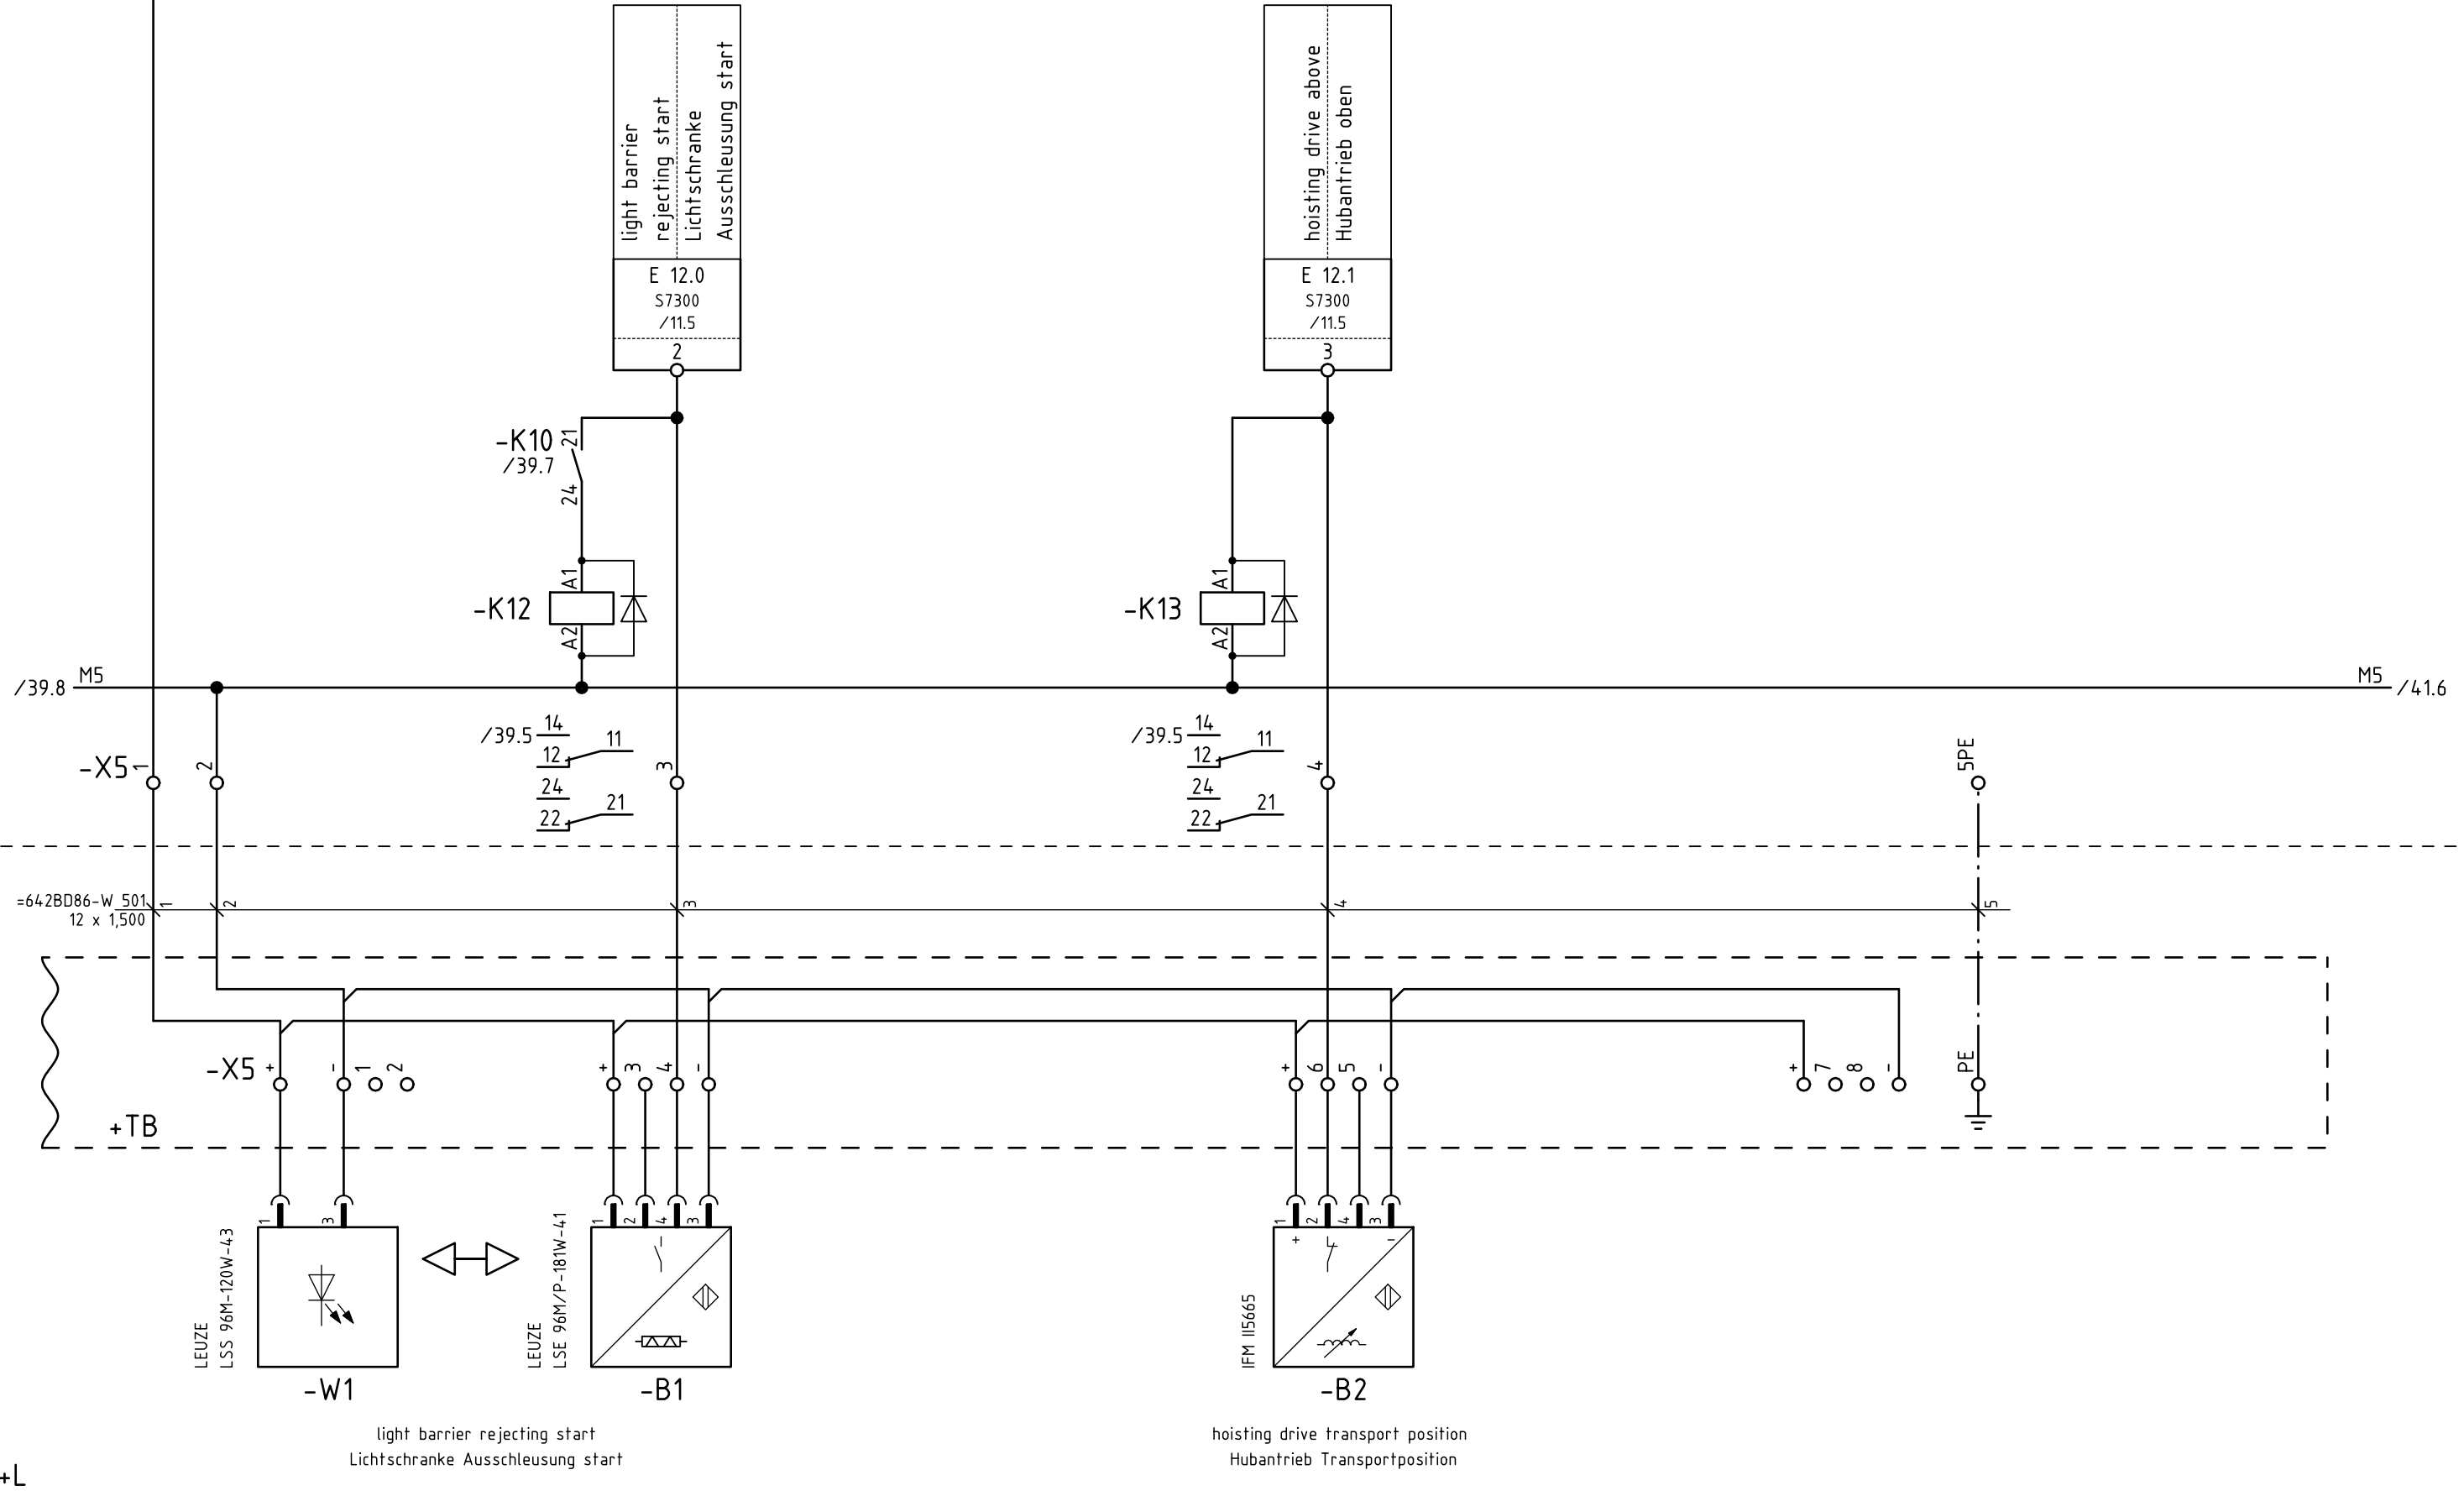 light barrier
rejecting start
Lichtschranke
Ausschleusung start
E 12.0
S7300
/11.5
2
hoisting drive above
Hubantrieb oben
E 12.1
S7300
/11.5
3
-K10
/39.7
21
24
-K12
A1
A2
-K13
A1
A2
/39.8
M5
M5
/41.6
/39.5
14
12
11
24
22
21
/39.5
14
12
11
24
22
21
-X5
1
2
3
4
5PE
=642BD86-W 501
12 x 1,500
1
2
3
4
5
-X5
+
-
1
2
+
3
4
-
+
6
5
-
+
7
8
-
PE
+TB
LEUZE
LSS 96M-120W-43
1
3
-W1
LEUZE
LSE 96M/P-181W-41
1
2
4
3
-B1
IFM II5665
1
2
4
3
+
-
-B2
light barrier rejecting start
Lichtschranke Ausschleusung start
hoisting drive transport position
Hubantrieb Transportposition
+L